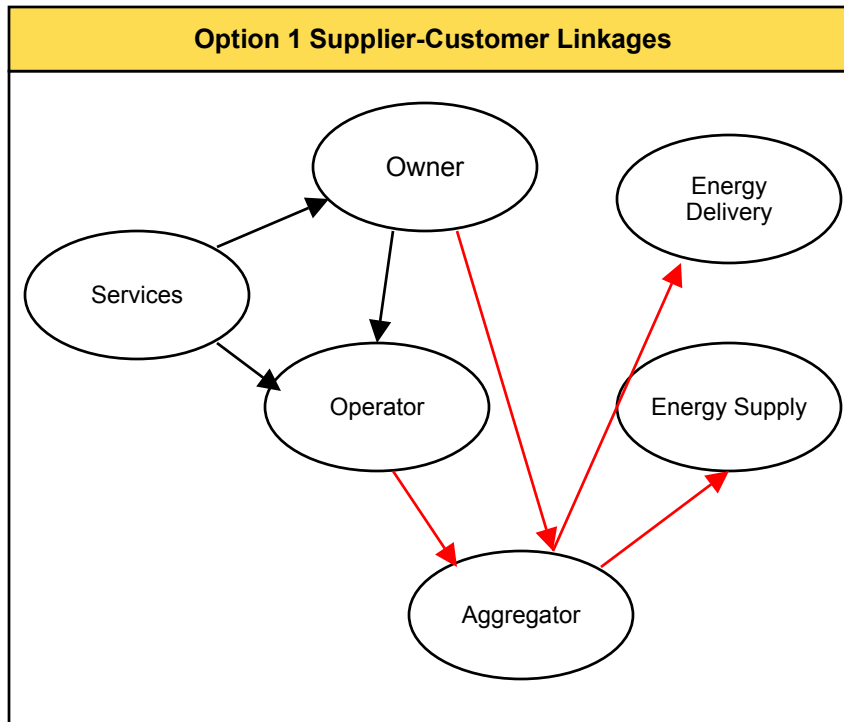 Option 1 Supplier-Customer Linkages
Owner
Energy
Delivery
Services
Operator
Energy Supply
Aggregator